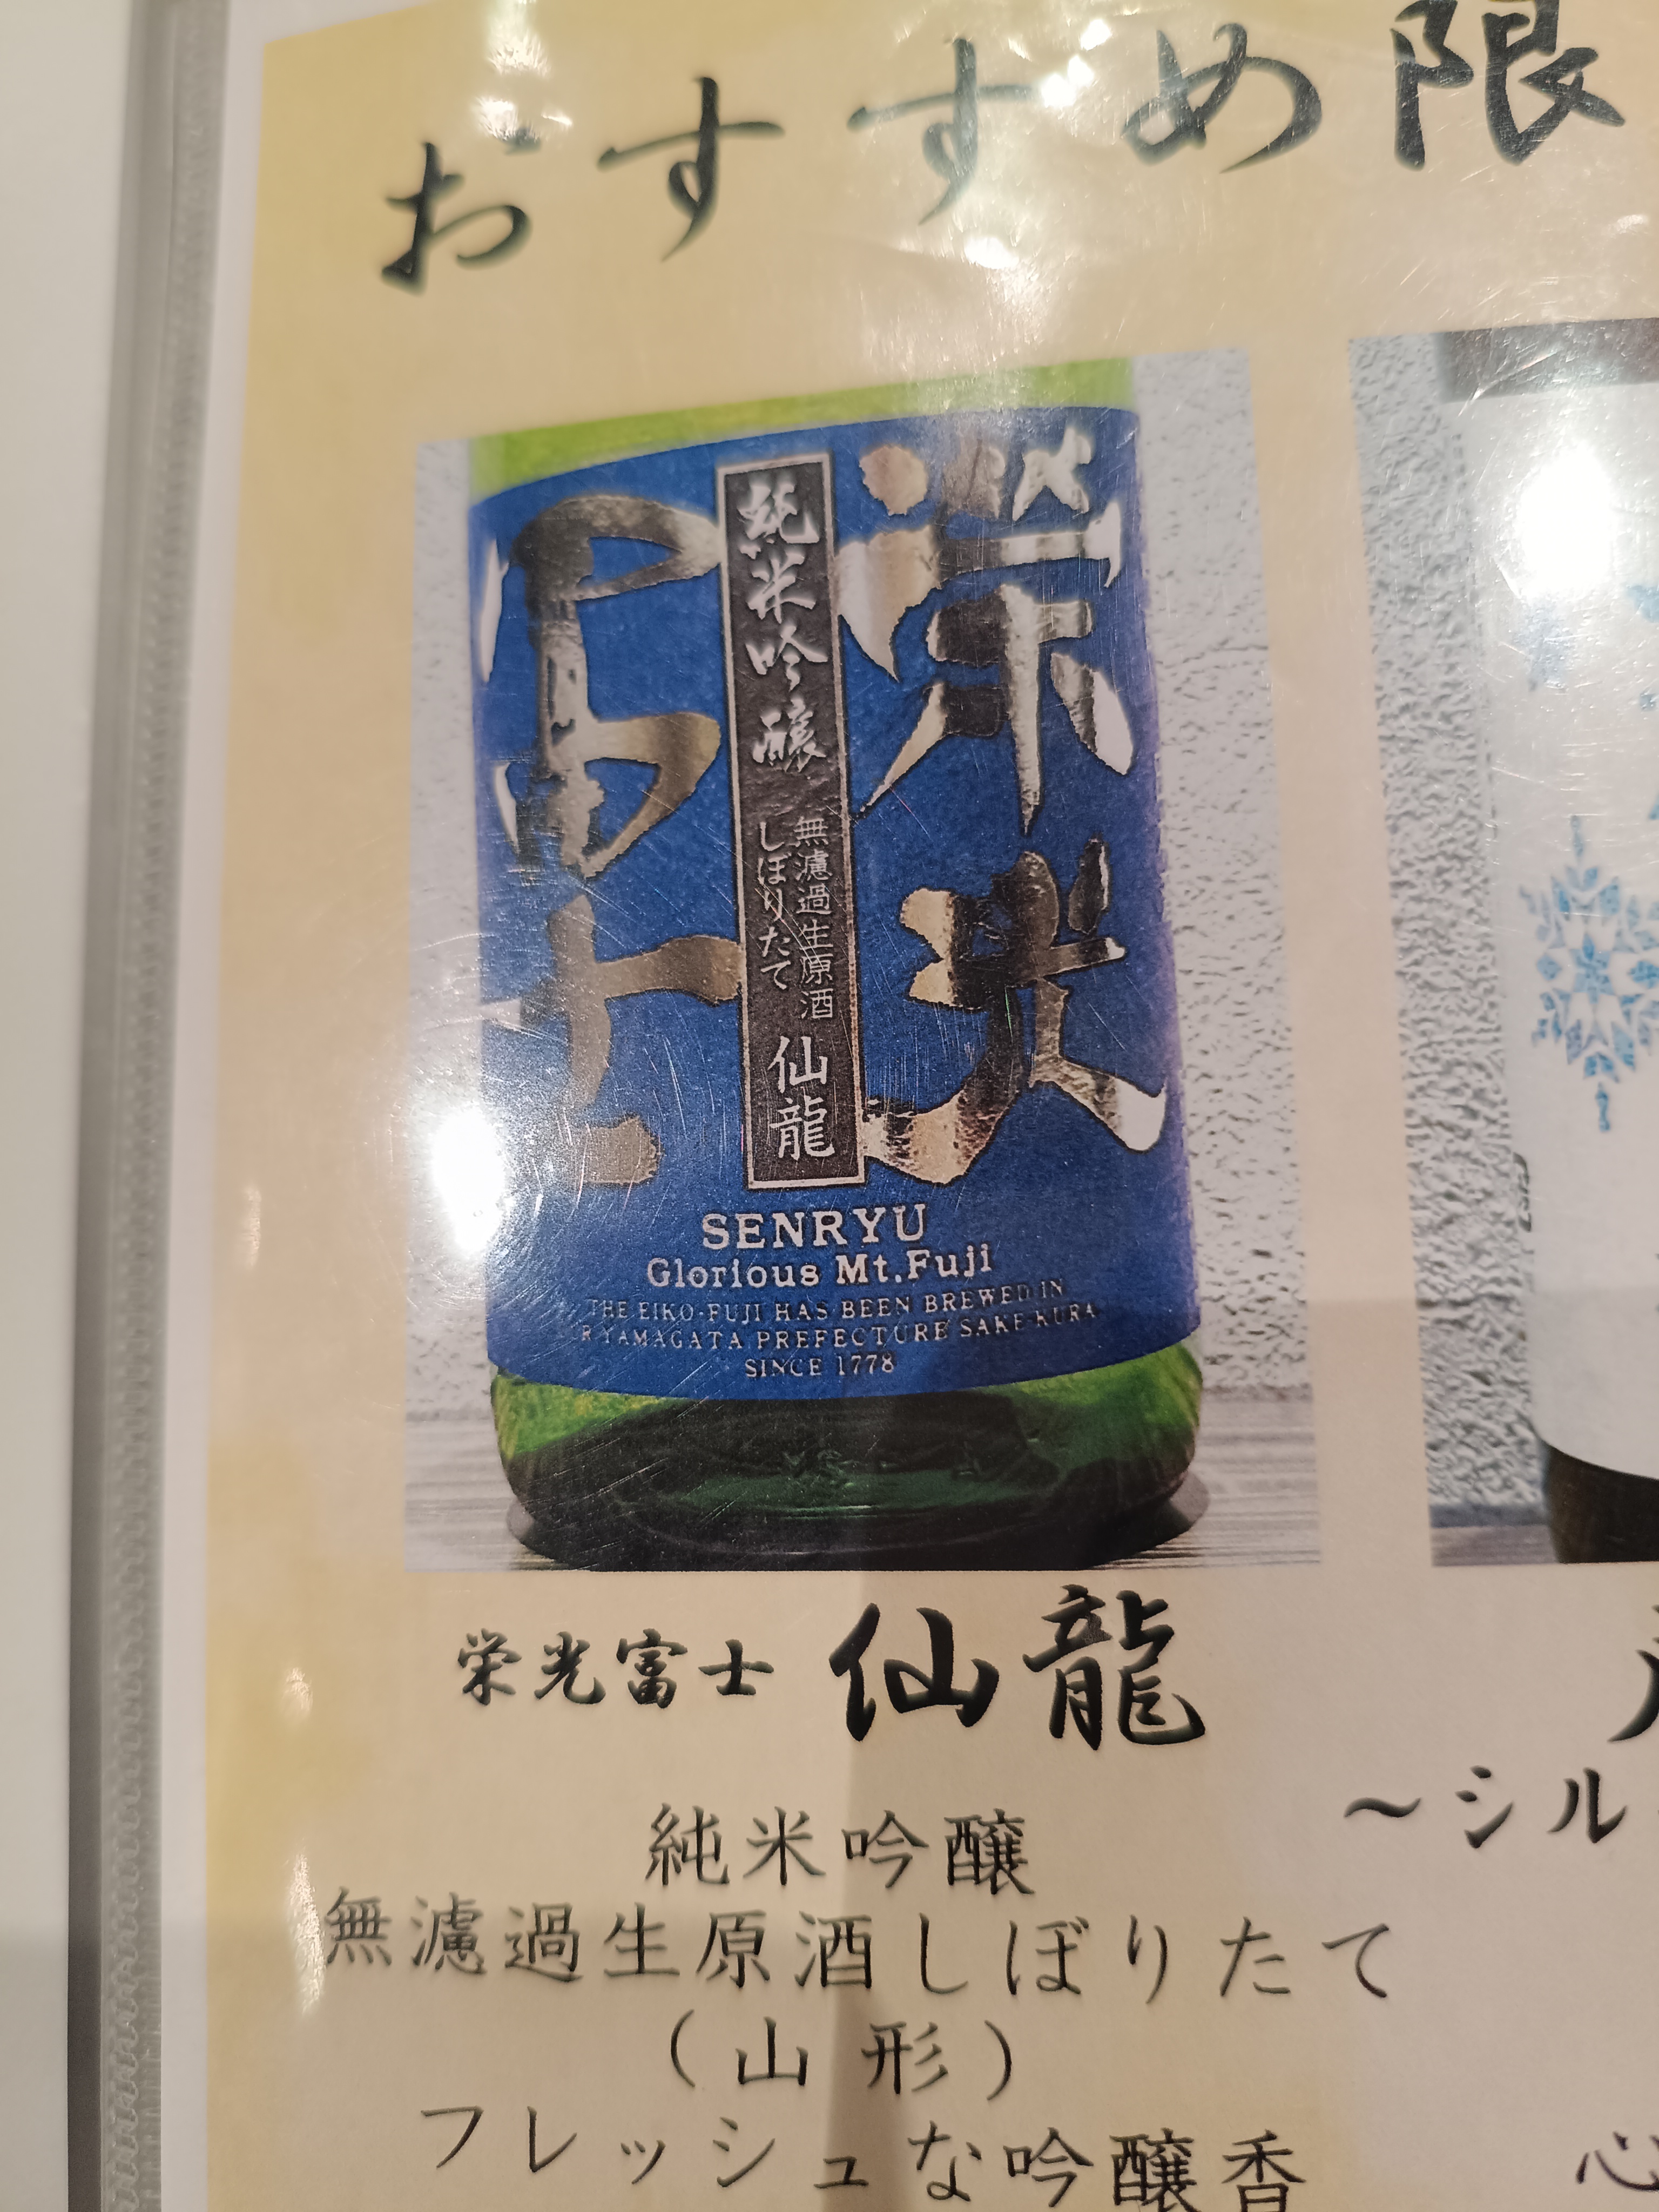 おすすめ限
栄光
冨士
純米吟醸
無濾過生原酒
しぼりたて
仙龍
SENRYU
Glorious Mt.Fuji
THE EIKO-FUJI HAS BEEN BREWED IN
YAMAGATA PREFECTURE SAKE-KURA
SINCE 1778
栄光富士 仙龍
純米吟醸
無濾過生原酒しぼりたて
(山形)
フレッシュな吟醸香
～シル
心